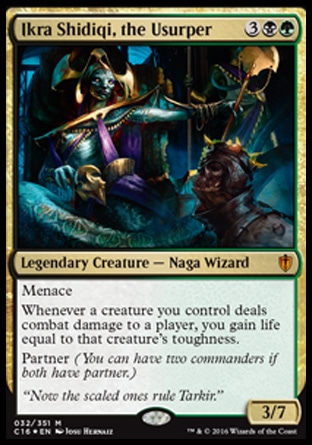 Ikra Shidiqi, the Usurper 3
Legendary Creature — Naga Wizard
Menace
Whenever a creature you control deals
combat damage to a player, you gain life
equal to that creature's toughness.
Partner (You can have two commanders if
both have partner.)
"Now the scaled ones rule Tarkir."
3/7
032/351 M
C16 • EN Josu Hernaiz
™ & © 2016 Wizards of the Coast